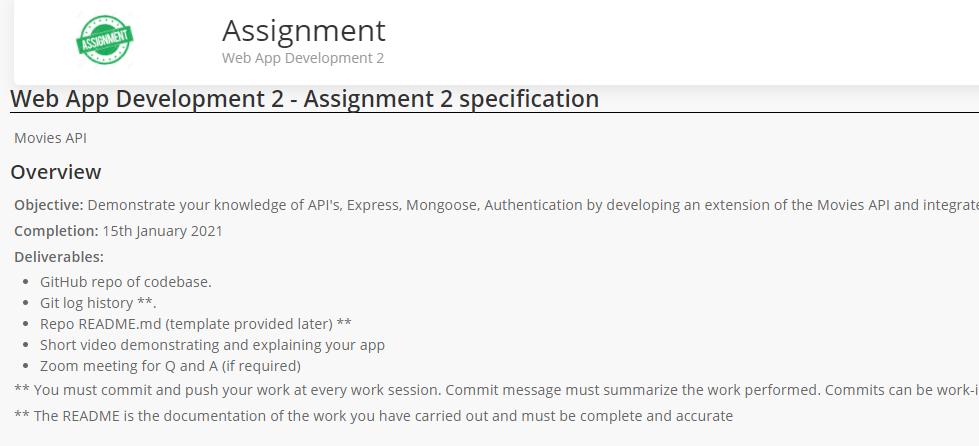 ASSIGNMENT
Assignment
Web App Development 2
Web App Development 2 - Assignment 2 specification
Movies API
Overview
Objective: Demonstrate your knowledge of API's, Express, Mongoose, Authentication by developing an extension of the Movies API and integrate
Completion: 15th January 2021
Deliverables:
• GitHub repo of codebase.
• Git log history **.
• Repo README.md (template provided later) **
• Short video demonstrating and explaining your app
• Zoom meeting for Q and A (if required)
** You must commit and push your work at every work session. Commit message must summarize the work performed. Commits can be work-i
** The README is the documentation of the work you have carried out and must be complete and accurate